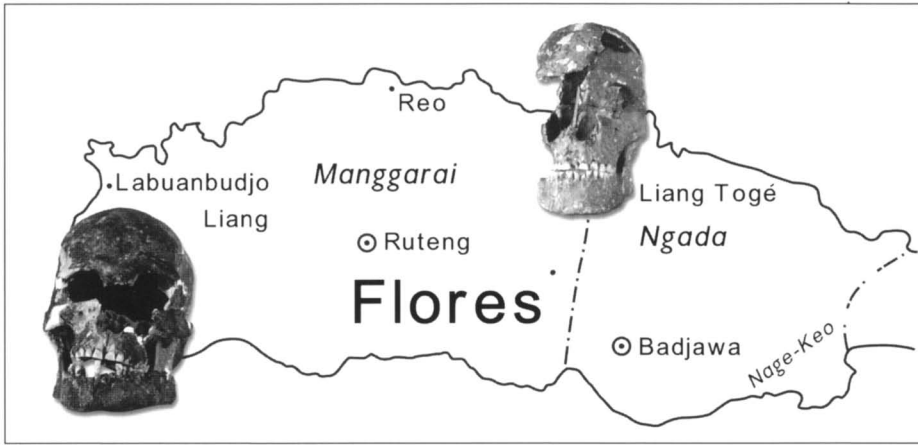 Reo
Manggarai
Labuanbudjo
Liang
Liang Togé
Ruteng
Ngada
Flores
Badjawa
Nage-Keo